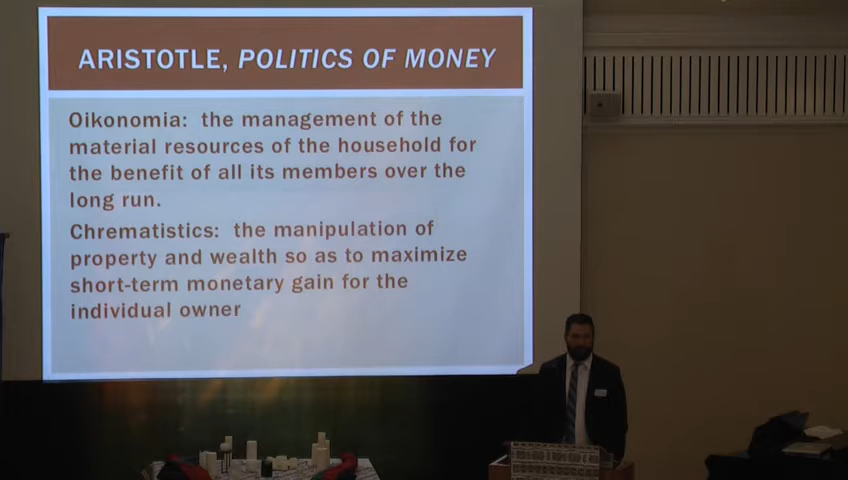 ARISTOTLE, POLITICS OF MONEY
Oikonomia: the management of the
material resources of the household for
the benefit of all its members over the
long run.
Chrematistics: the manipulation of
property and wealth so as to maximize
short-term monetary gain for the
individual owner